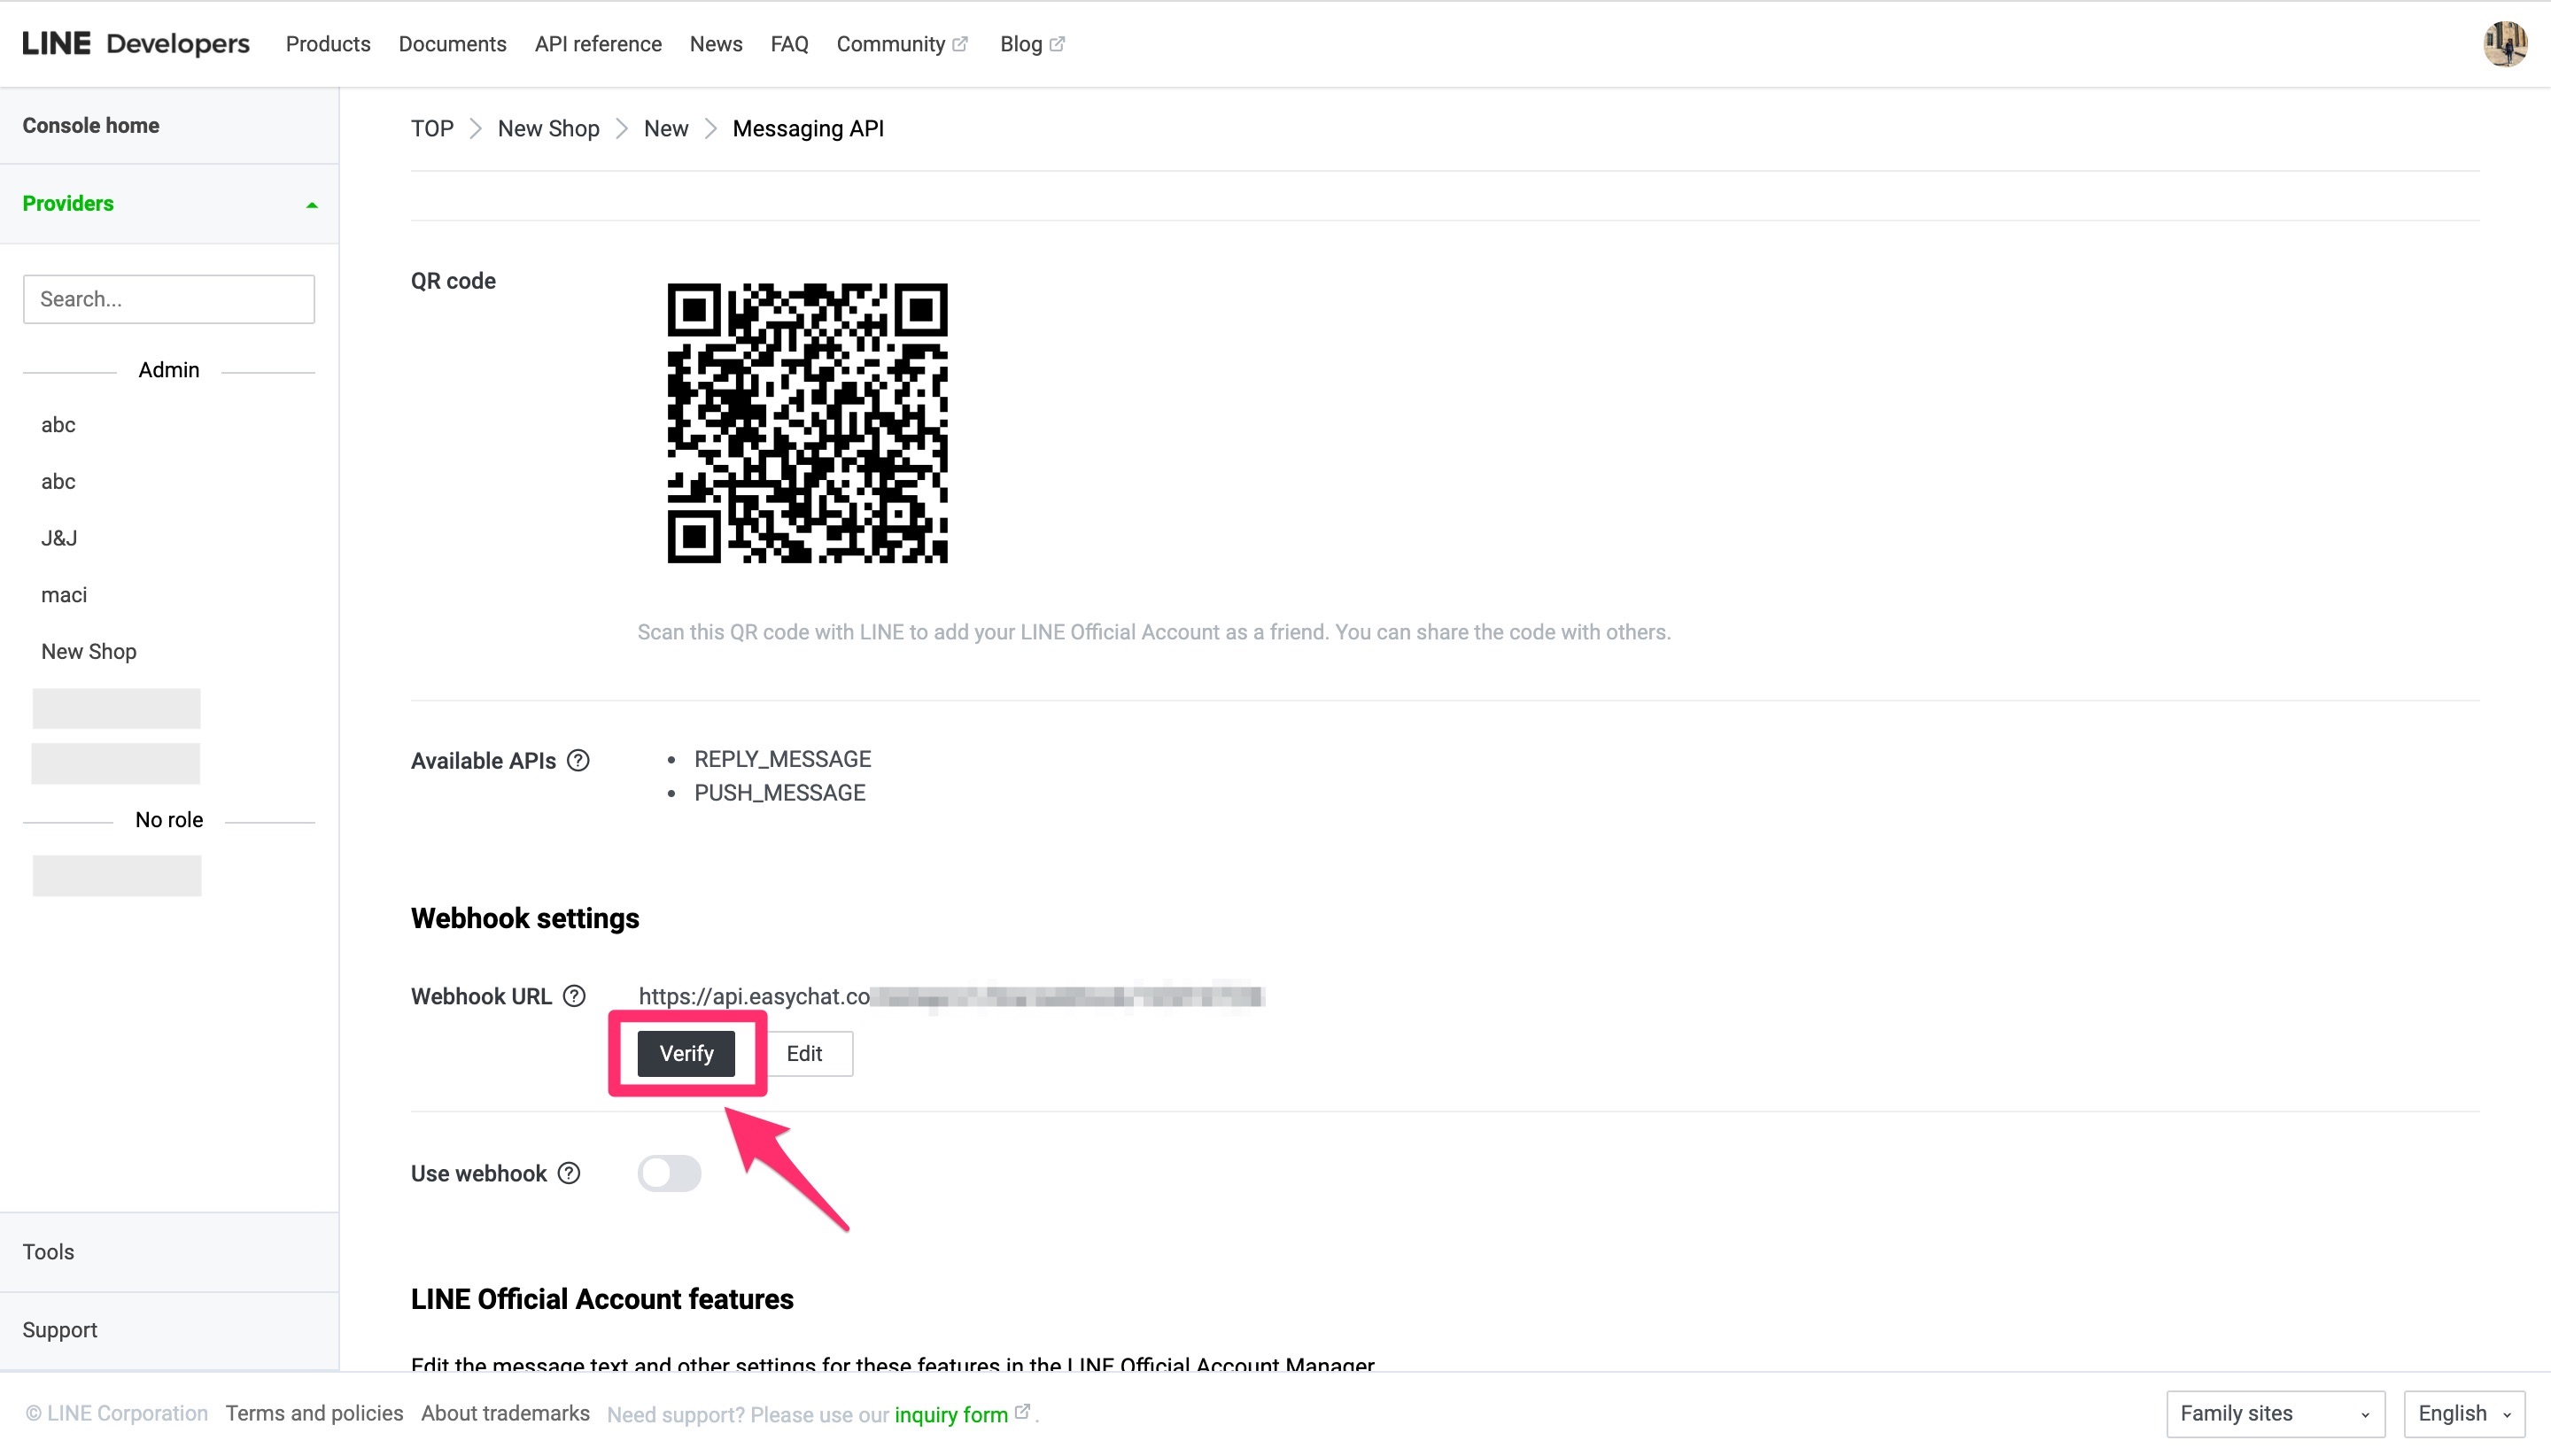 LINE Developers Products Documents API reference News FAQ Community Blog
Console home
Providers
Search...
Admin
abc
abc
J&J
maci
New Shop
No role
Tools
Support
TOP > New Shop > New > Messaging API
QR code
Scan this QR code with LINE to add your LINE Official Account as a friend. You can share the code with others.
Available APIs ?
• REPLY_MESSAGE
• PUSH_MESSAGE
Webhook settings
Webhook URL ? https://api.easychat.co
Verify Edit
Use webhook ?
LINE Official Account features
Edit the message text and other settings for these features in the LINE Official Account Manager
© LINE Corporation Terms and policies About trademarks Need support? Please use our inquiry form .
Family sites English